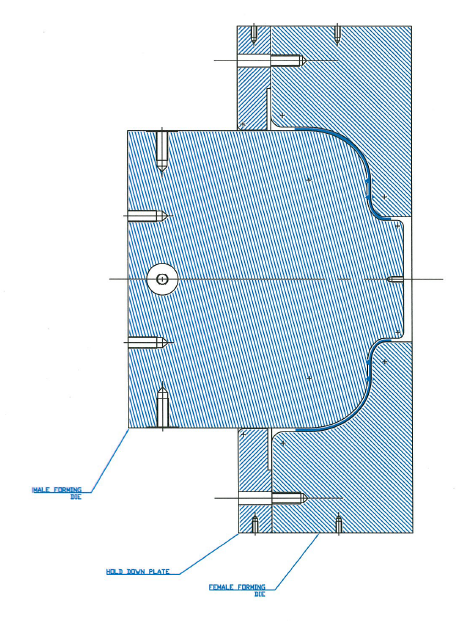 MALE FORMING
DIE
HOLD DOWN PLATE
FEMALE FORMING
DIE